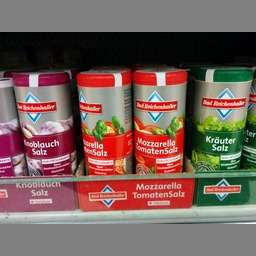 Bad Reichenhaller
Knoblauch
Salz
Bad Reichenhaller
Mozzarella
TomatenSalz
Bad Reichenhaller
Mozzarella
TomatenSalz
Bad Reichenhaller
Kräuter
Salz
Knoblauch
Salz
Mozzarella
TomatenSalz
Bad Reichenhaller